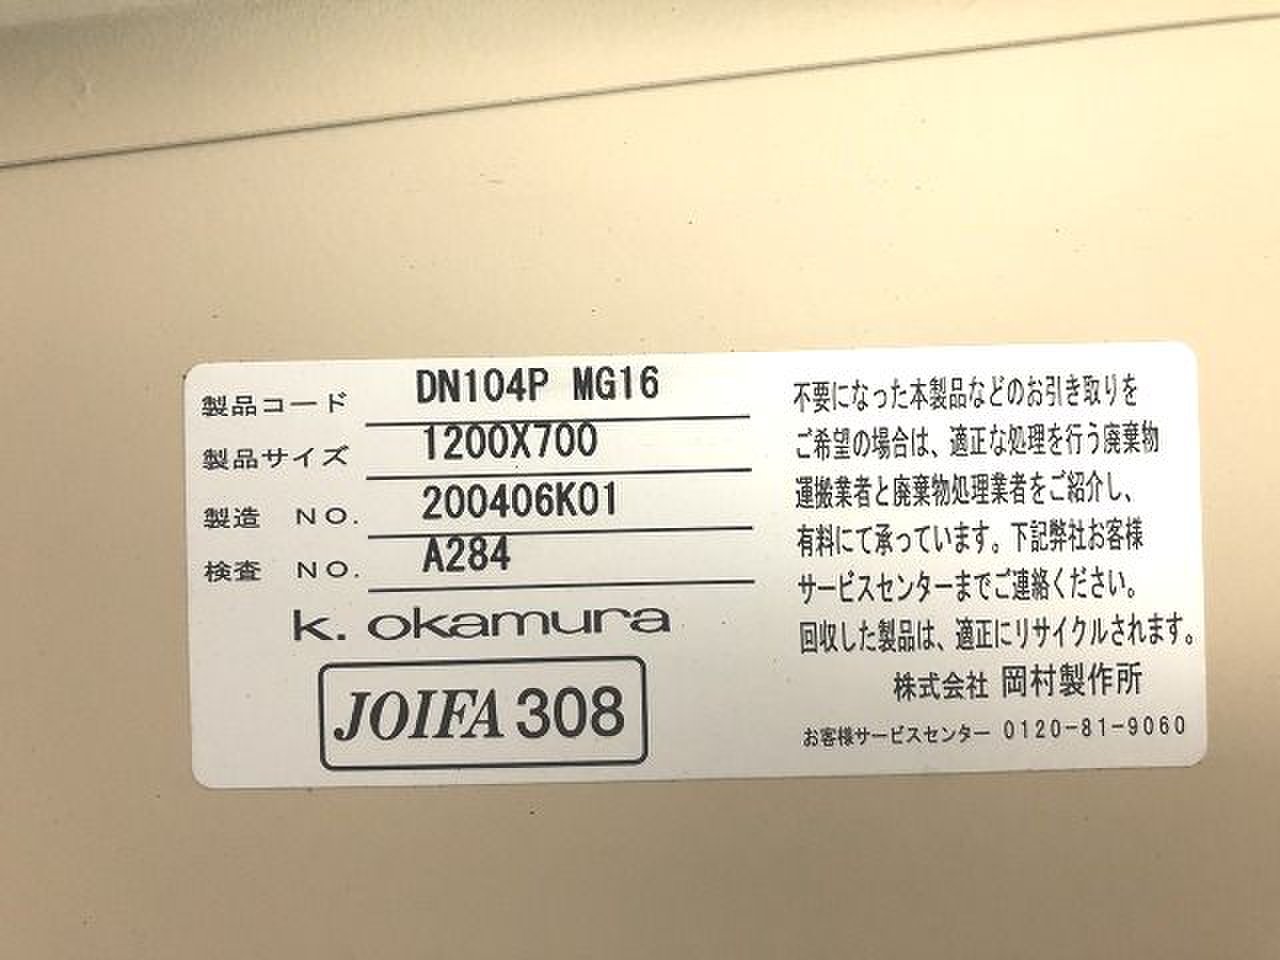 製品コード DN104P MG16
製品サイズ 1200X700
製造 NO. 200406K01
検査 NO. A284
k. okamura
JOIFA 308
不要になった本製品などのお引き取りを
ご希望の場合は、適正な処理を行う廃棄物
運搬業者と廃棄物処理業者をご紹介し、
有料にて承っています。下記弊社お客様
サービスセンターまでご連絡ください。
回収した製品は、適正にリサイクルされます。
株式会社 岡村製作所
お客様サービスセンター 0120-81-9060